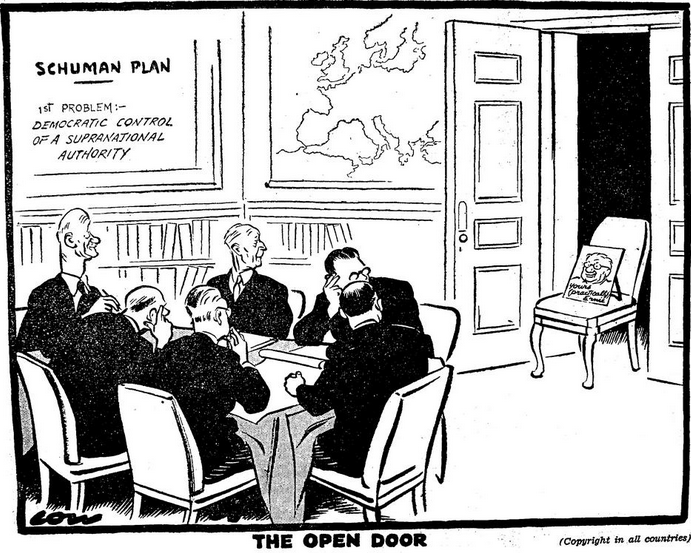 SCHUMAN PLAN
1ST PROBLEM:-
DEMOCRATIC CONTROL
OF A SUPRANATIONAL
AUTHORITY
yours
(practically)
Ernie
LOW
THE OPEN DOOR
(Copyright in all countries)